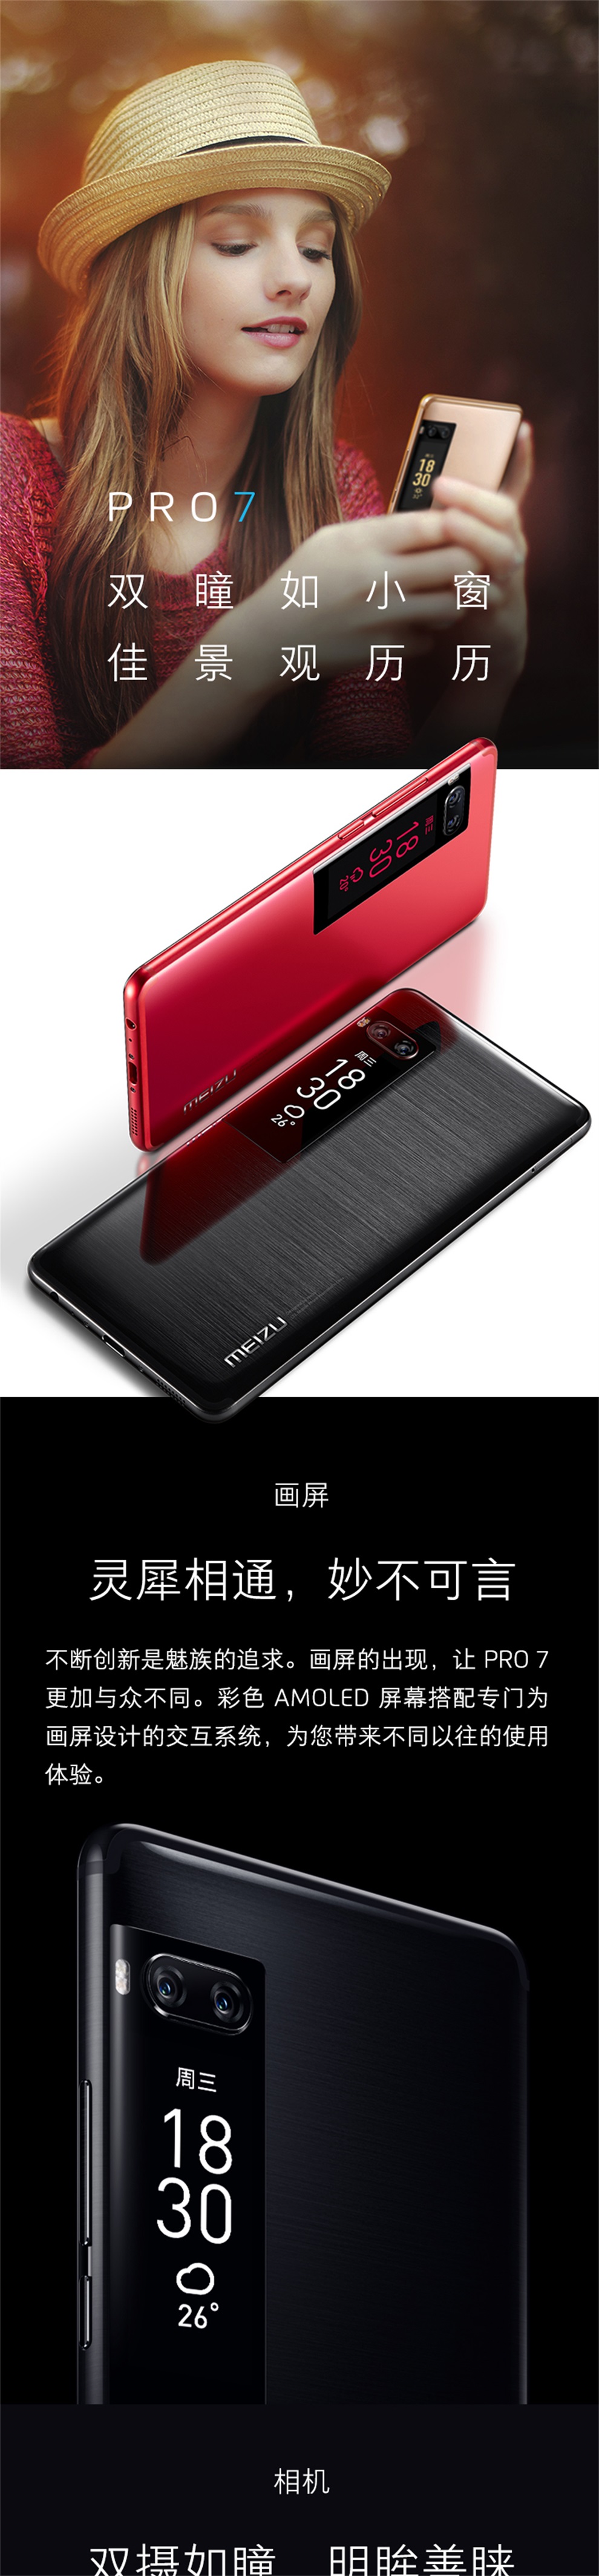 18
30
PRO7
双瞳如小窗
佳景观历历
周三
18
30
20°
MEIZU
周三
18
30
26°
MEIZU
画屏
灵犀相通，妙不可言
不断创新是魅族的追求。画屏的出现，让 PRO 7
更加与众不同。彩色 AMOLED 屏幕搭配专门为
画屏设计的交互系统，为您带来不同以往的使用
体验。
周三
18
30
26°
相机
双摄如瞳 明眸善睐